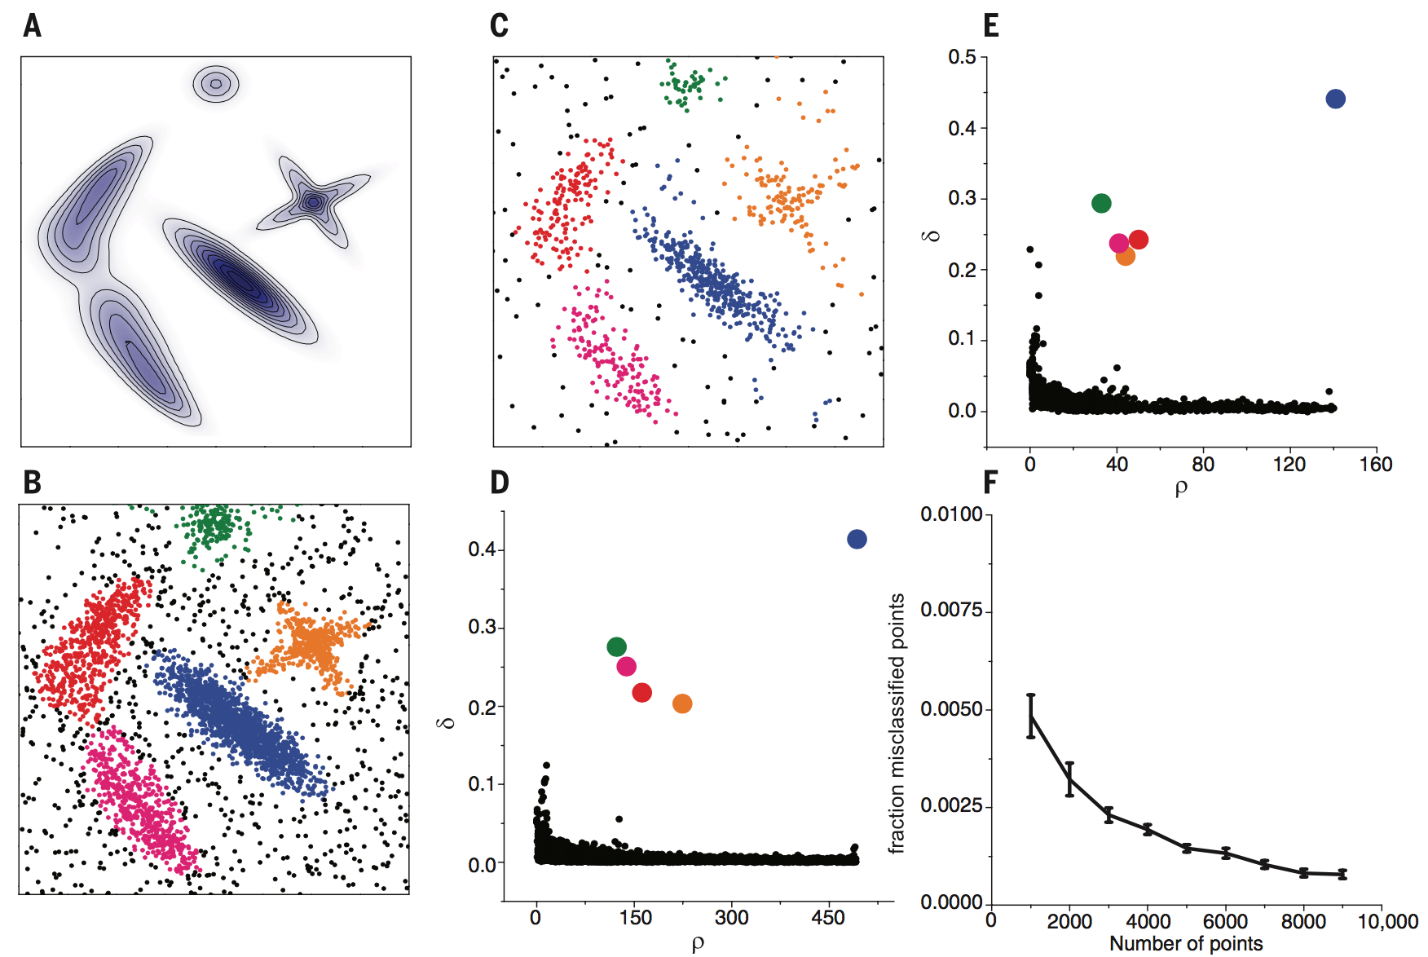 A
C
E
0.5
0.4
0.3
0.2
0.1
0.0
δ
0 40 80 120 160
ρ
B
D
F
0.4
0.3
0.2
0.1
0.0
δ
0 150 300 450
ρ
0.0100
0.0075
0.0050
0.0025
0.0000
fraction misclassified points
0 2000 4000 6000 8000 10,000
Number of points